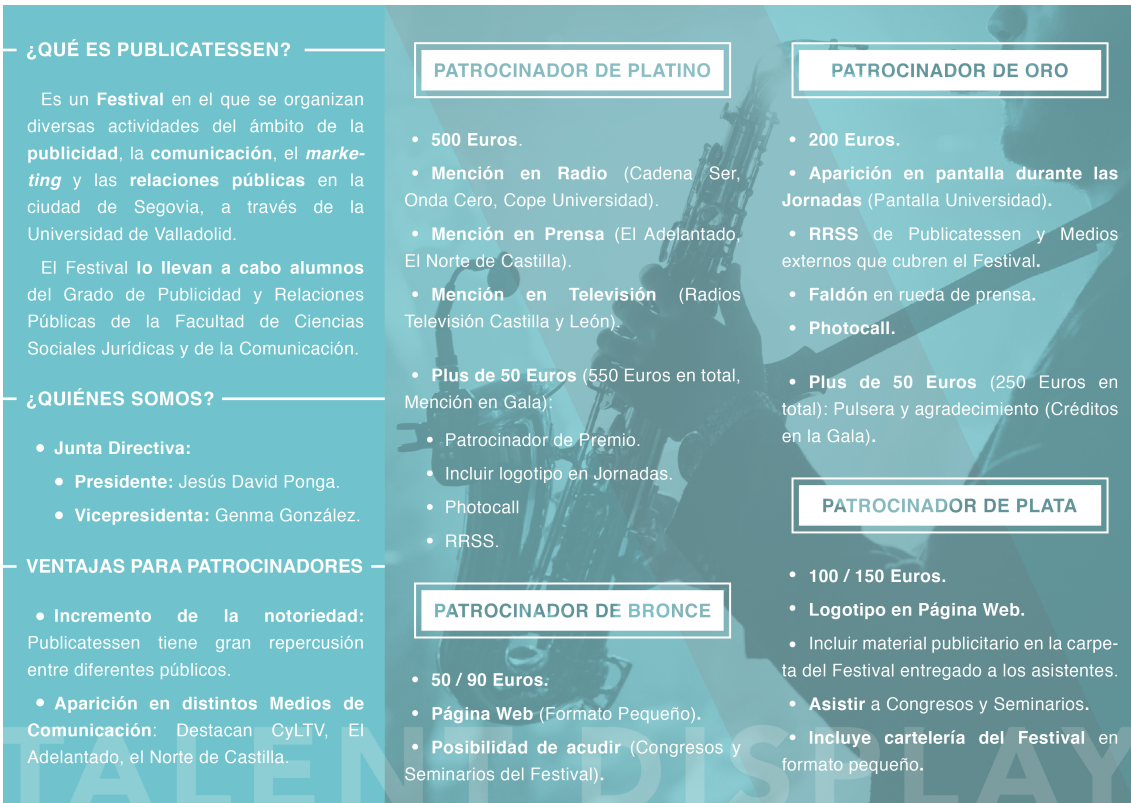 ¿QUÉ ES PUBLICATESSEN?
Es un Festival en el que se organizan
diversas actividades del ámbito de la
publicidad, la comunicación, el marke-
ting y las relaciones públicas en la
ciudad de Segovia, a través de la
Universidad de Valladolid.
El Festival lo llevan a cabo alumnos
del Grado de Publicidad y Relaciones
Públicas de la Facultad de Ciencias
Sociales Jurídicas y de la Comunicación.
¿QUIÉNES SOMOS?
• Junta Directiva:
• Presidente: Jesús David Ponga.
• Vicepresidenta: Genma González.
VENTAJAS PARA PATROCINADORES
• Incremento de la notoriedad:
Publicatessen tiene gran repercusión
entre diferentes públicos.
• Aparición en distintos Medios de
Comunicación: Destacan CyLTV, El
Adelantado, el Norte de Castilla.
PATROCINADOR DE PLATINO
• 500 Euros.
• Mención en Radio (Cadena Ser,
Onda Cero, Cope Universidad).
• Mención en Prensa (El Adelantado,
El Norte de Castilla).
• Mención en Televisión (Radios
Televisión Castilla y León).
• Plus de 50 Euros (550 Euros en total,
Mención en Gala):
• Patrocinador de Premio.
• Incluir logotipo en Jornadas.
• Photocall
• RRSS.
PATROCINADOR DE BRONCE
• 50 / 90 Euros.
• Página Web (Formato Pequeño).
• Posibilidad de acudir (Congresos y
Seminarios del Festival).
PATROCINADOR DE ORO
• 200 Euros.
• Aparición en pantalla durante las
Jornadas (Pantalla Universidad).
• RRSS de Publicatessen y Medios
externos que cubren el Festival.
• Faldón en rueda de prensa.
• Photocall.
• Plus de 50 Euros (250 Euros en
total): Pulsera y agradecimiento (Créditos
en la Gala).
PATROCINADOR DE PLATA
• 100 / 150 Euros.
• Logotipo en Página Web.
• Incluir material publicitario en la carpe-
ta del Festival entregado a los asistentes.
• Asistir a Congresos y Seminarios.
• Incluye cartelería del Festival en
formato pequeño.
TALENT DISPLAY